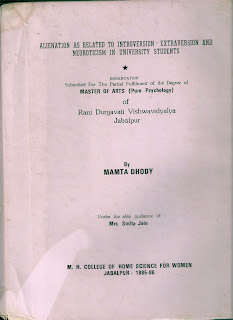 ALIENATION AS RELATED TO INTROVERSION - EXTRAVERSION AND
NEUROTICISM IN UNIVERSITY STUDENTS
★
DISSERTATION
Submitted For The Partial Fulfilment of the Degree of
MASTER OF ARTS (Pure Psychology)
of
Rani Durgavati Vishwavidyalya
Jabalpur
By
MAMTA DHODY
Under the able guidance of
Mrs. Smita Jain
M. H. COLLEGE OF HOME SCIENCE FOR WOMEN
JABALPUR - 1985-86